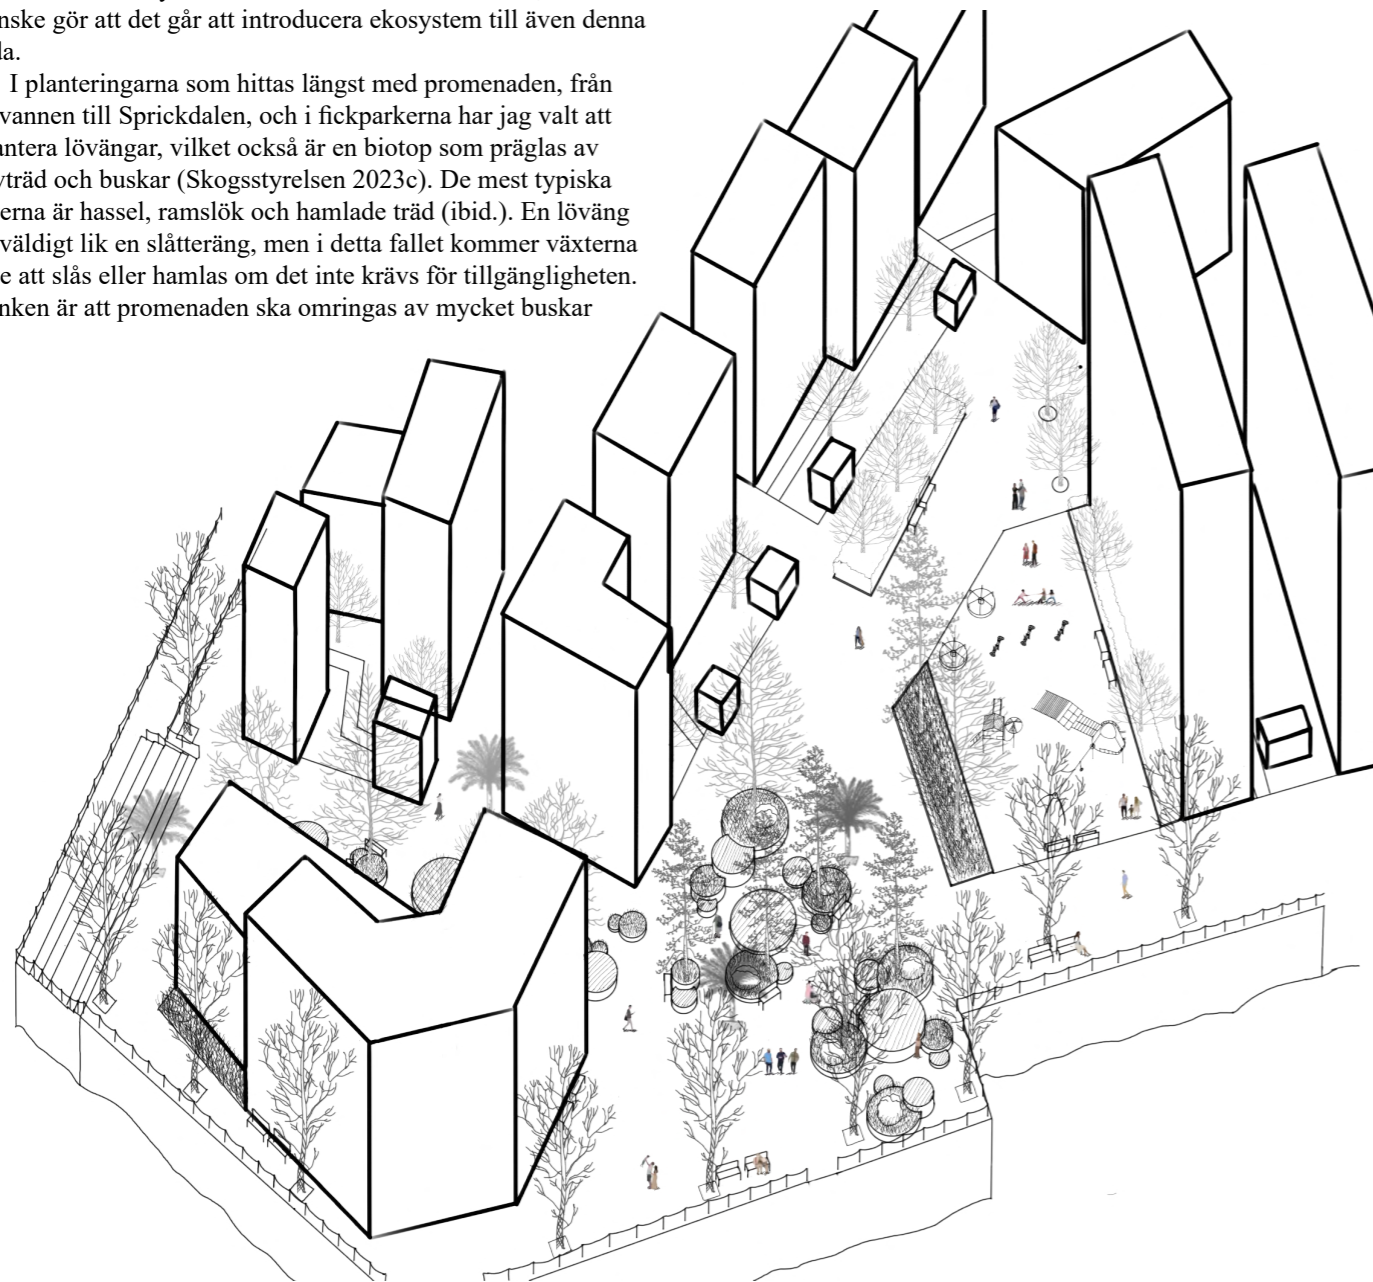 nske gör att det går att introducera ekosystem till även denna
la.
I planteringarna som hittas längst med promenaden, från
vannen till Sprickdalen, och i fickparkerna har jag valt att
antera lövängar, vilket också är en biotop som präglas av
vträd och buskar (Skogsstyrelsen 2023c). De mest typiska
erna är hassel, ramslök och hamlade träd (ibid.). En löväng
väldigt lik en slåtteräng, men i detta fallet kommer växterna
e att slås eller hamlas om det inte krävs för tillgängligheten.
nken är att promenaden ska omringas av mycket buskar